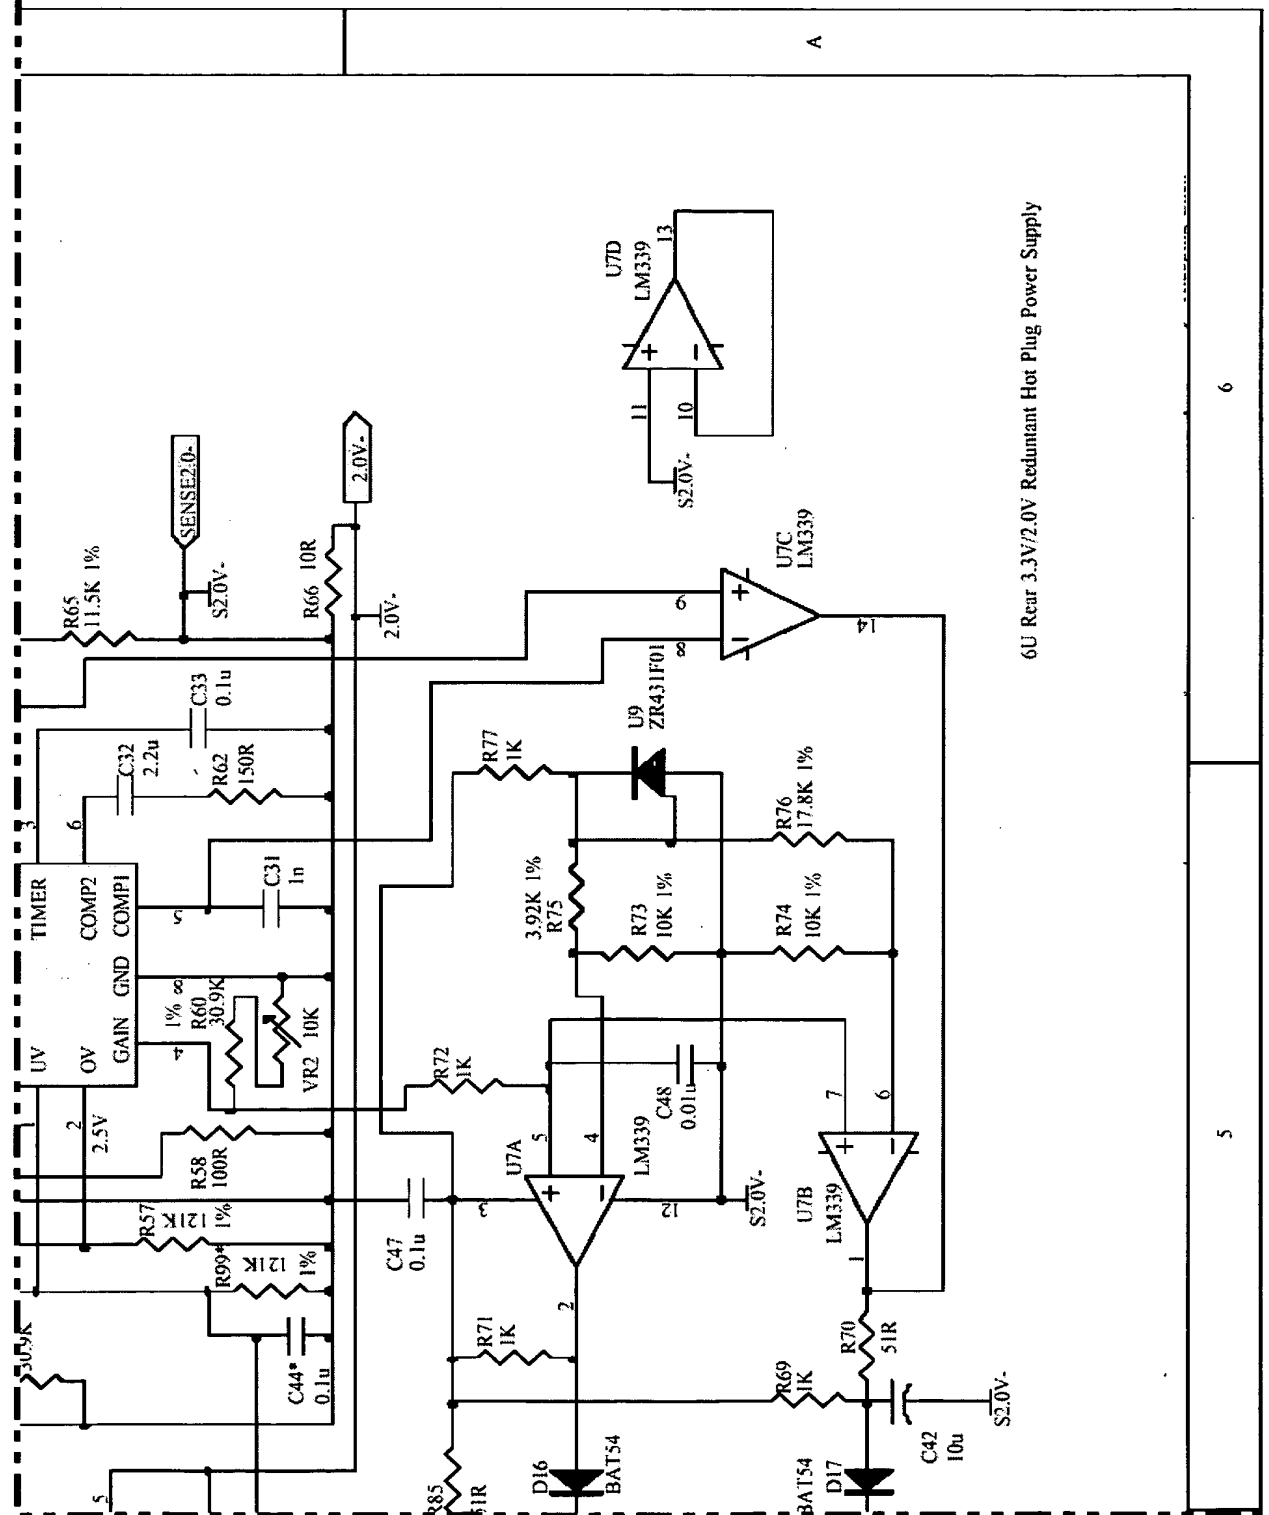 A
6
5
6U Rear 3.3V/2.0V Reduntant Hot Plug Power Supply
U7D
LM339
13
11
10
S2.0V-
SENSE2.0-
2.0V-
R65
11.5K 1%
S2.0V-
R66 10R
2.0V-
U7C
LM339
9
8
14
C33
0.1u
C32
2.2u
R62
150R
3
6
U9
ZR431F01
R77
1K
R76
17.8K 1%
TIMER
COMP2
COMP1
GND
GAIN
UV
OV
5
C31
1n
3.92K 1%
R75
R73
10K 1%
R74
10K 1%
8
1%
R60
30.9K
4
VR2
10K
R72
1K
C48
0.01u
7
6
2
2.5V
R58
100R
U7A
5
4
LM339
3
12
S2.0V-
U7B
LM339
1
R57
121K
1%
R99*
121K
1%
C47
0.1u
2
R71
1K
R70
51R
30.9K
C44*
0.1u
R69
1K
C42
10u
S2.0V-
5
R85
D16
BAT54
D17